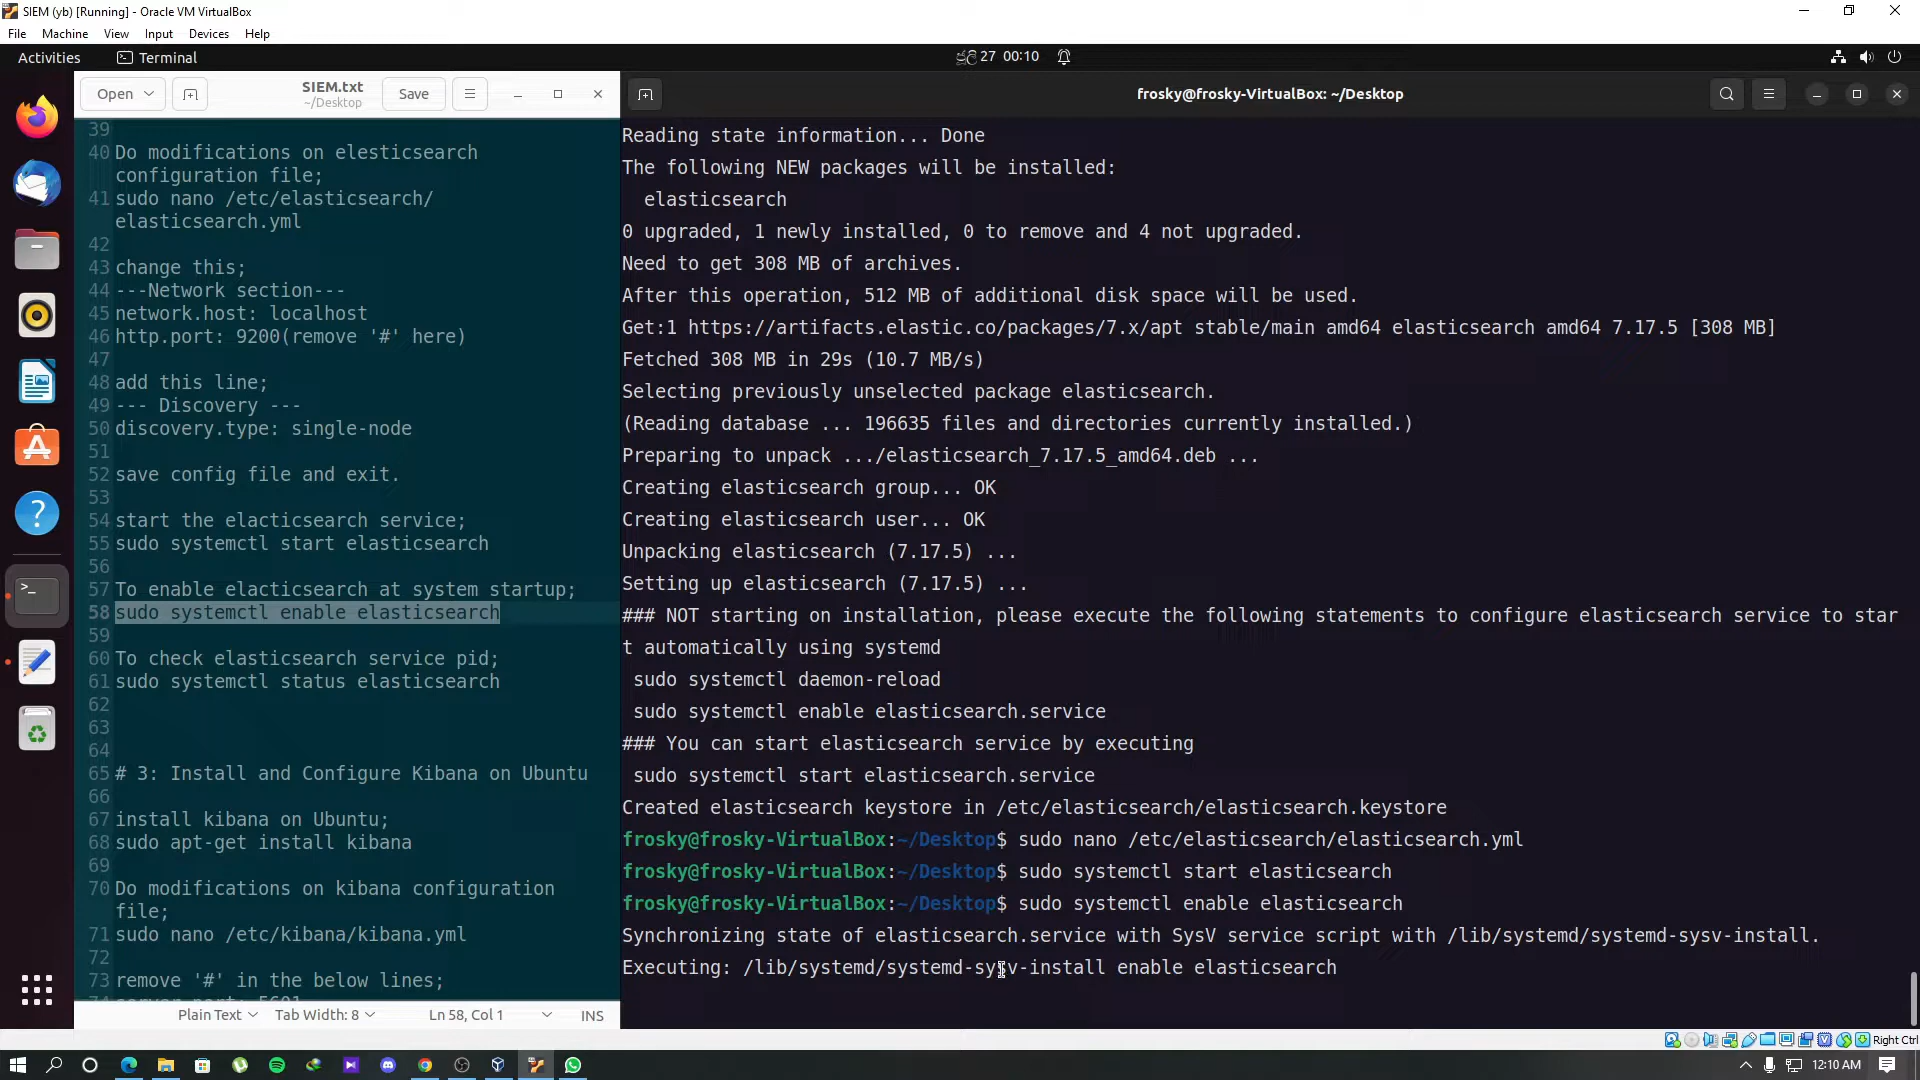 SIEM (yb) [Running] - Oracle VM VirtualBox
File Machine View Input Devices Help
Activities Terminal
ජූලි 27 00:10
Open
SIEM.txt
~/Desktop
Save
frosky@frosky-VirtualBox: ~/Desktop
39
40 Do modifications on elesticsearch
configuration file;
41 sudo nano /etc/elasticsearch/
elasticsearch.yml
42
43 change this;
44 ---Network section---
45 network.host: localhost
46 http.port: 9200(remove '#' here)
47
48 add this line;
49 --- Discovery ---
50 discovery.type: single-node
51
52 save config file and exit.
53
54 start the elacticsearch service;
55 sudo systemctl start elasticsearch
56
57 To enable elacticsearch at system startup;
58 sudo systemctl enable elasticsearch
59
60 To check elasticsearch service pid;
61 sudo systemctl status elasticsearch
62
63
64
65 # 3: Install and Configure Kibana on Ubuntu
66
67 install kibana on Ubuntu;
68 sudo apt-get install kibana
69
70 Do modifications on kibana configuration
file;
71 sudo nano /etc/kibana/kibana.yml
72
73 remove '#' in the below lines;
74 server.port: 5601
Plain Text Tab Width: 8 Ln 58, Col 1 INS
Reading state information... Done
The following NEW packages will be installed:
elasticsearch
0 upgraded, 1 newly installed, 0 to remove and 4 not upgraded.
Need to get 308 MB of archives.
After this operation, 512 MB of additional disk space will be used.
Get:1 https://artifacts.elastic.co/packages/7.x/apt stable/main amd64 elasticsearch amd64 7.17.5 [308 MB]
Fetched 308 MB in 29s (10.7 MB/s)
Selecting previously unselected package elasticsearch.
(Reading database ... 196635 files and directories currently installed.)
Preparing to unpack .../elasticsearch_7.17.5_amd64.deb ...
Creating elasticsearch group... OK
Creating elasticsearch user... OK
Unpacking elasticsearch (7.17.5) ...
Setting up elasticsearch (7.17.5) ...
### NOT starting on installation, please execute the following statements to configure elasticsearch service to star
t automatically using systemd
sudo systemctl daemon-reload
sudo systemctl enable elasticsearch.service
### You can start elasticsearch service by executing
sudo systemctl start elasticsearch.service
Created elasticsearch keystore in /etc/elasticsearch/elasticsearch.keystore
frosky@frosky-VirtualBox:~/Desktop$ sudo nano /etc/elasticsearch/elasticsearch.yml
frosky@frosky-VirtualBox:~/Desktop$ sudo systemctl start elasticsearch
frosky@frosky-VirtualBox:~/Desktop$ sudo systemctl enable elasticsearch
Synchronizing state of elasticsearch.service with SysV service script with /lib/systemd/systemd-sysv-install.
Executing: /lib/systemd/systemd-sysv-install enable elasticsearch
Right Ctrl
12:10 AM